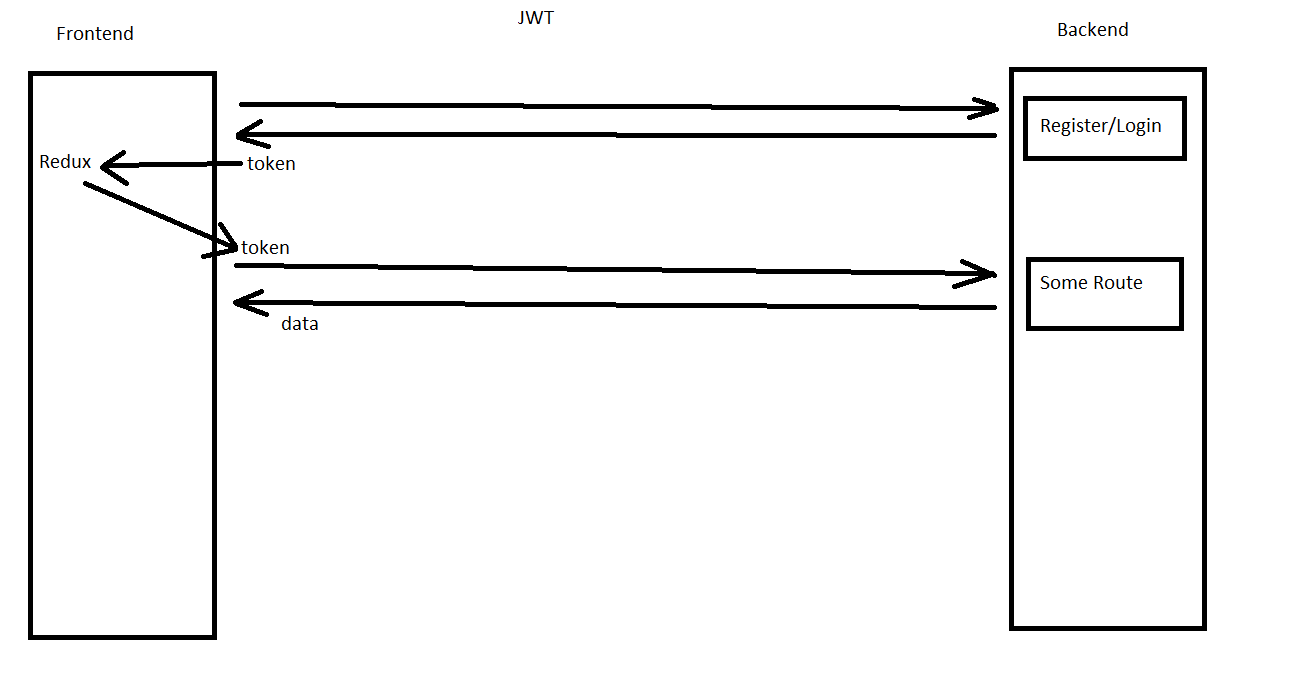 JWT
Frontend
Backend
Register/Login
Redux
token
token
Some Route
data